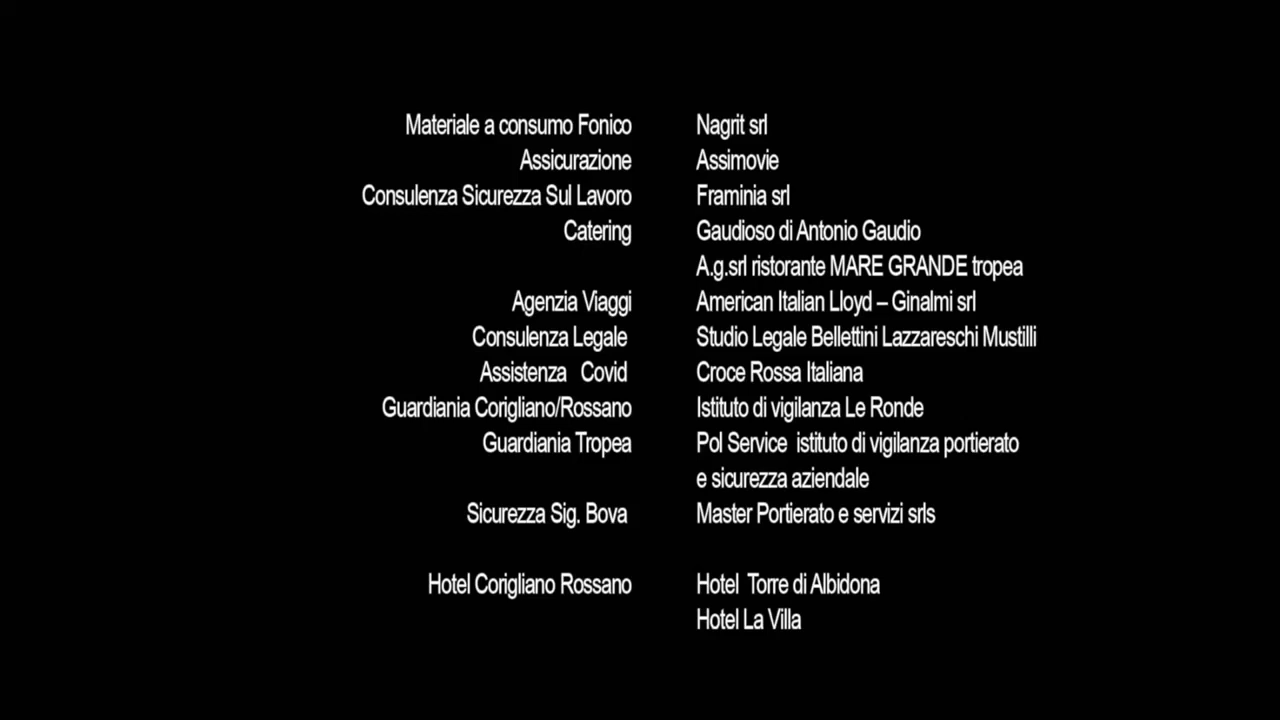 Materiale a consumo Fonico Nagrit srl
Assicurazione Assimovie
Consulenza Sicurezza Sul Lavoro Framinia srl
Catering Gaudioso di Antonio Gaudio
A.g.srl ristorante MARE GRANDE tropea
Agenzia Viaggi American Italian Lloyd – Ginalmi srl
Consulenza Legale Studio Legale Bellettini Lazzareschi Mustilli
Assistenza Covid Croce Rossa Italiana
Guardiania Corigliano/Rossano Istituto di vigilanza Le Ronde
Guardiania Tropea Pol Service istituto di vigilanza portierato
e sicurezza aziendale
Sicurezza Sig. Bova Master Portierato e servizi srls
Hotel Corigliano Rossano Hotel Torre di Albidona
Hotel La Villa